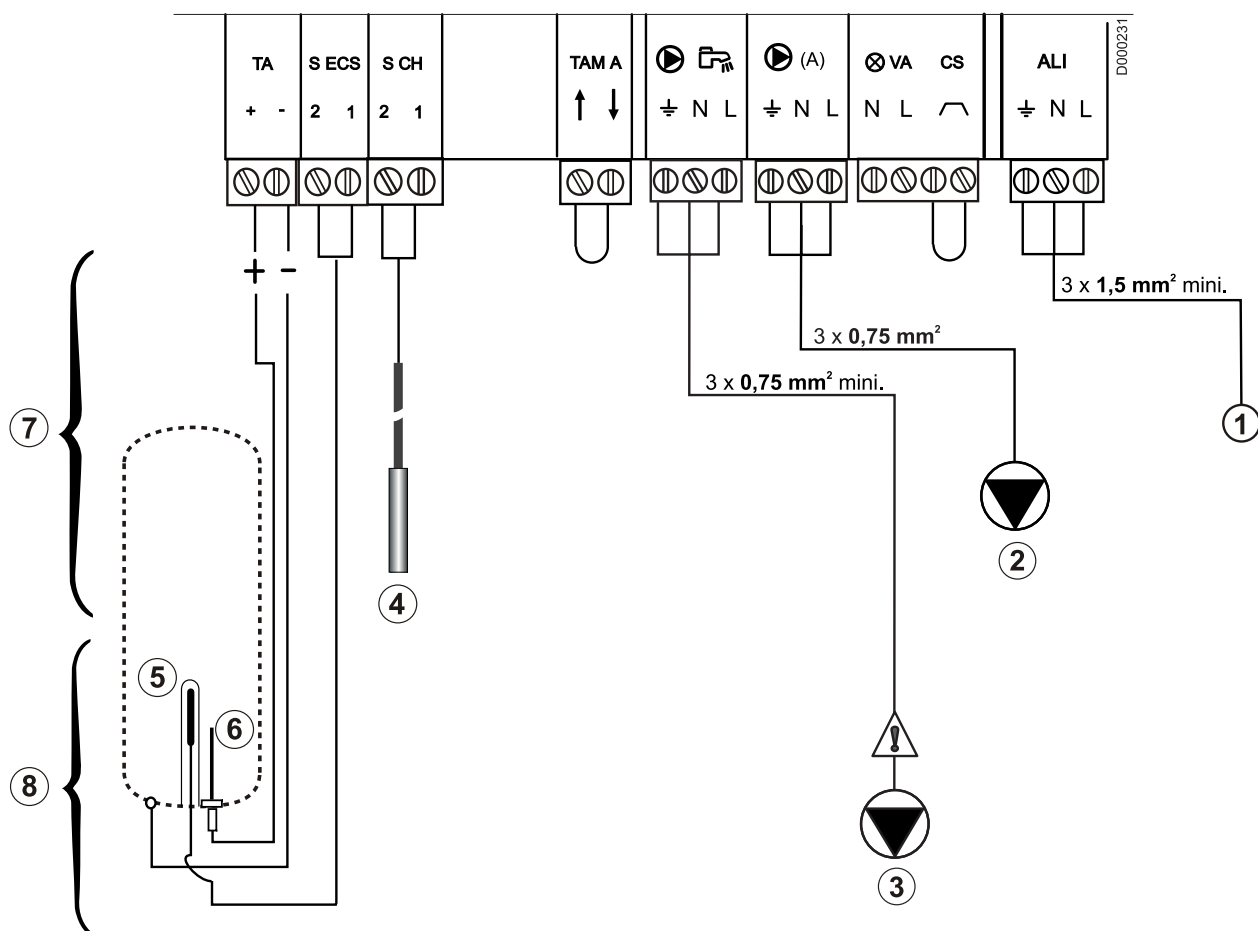 D000231
TA S ECS S CH TAM A (A) VA CS ALI
+ - 2 1 2 1 N L N L N L N L
+ -
3 x 1,5 mm² mini.
3 x 0,75 mm²
3 x 0,75 mm² mini.
7
1
2
4
5
6
8
!
3